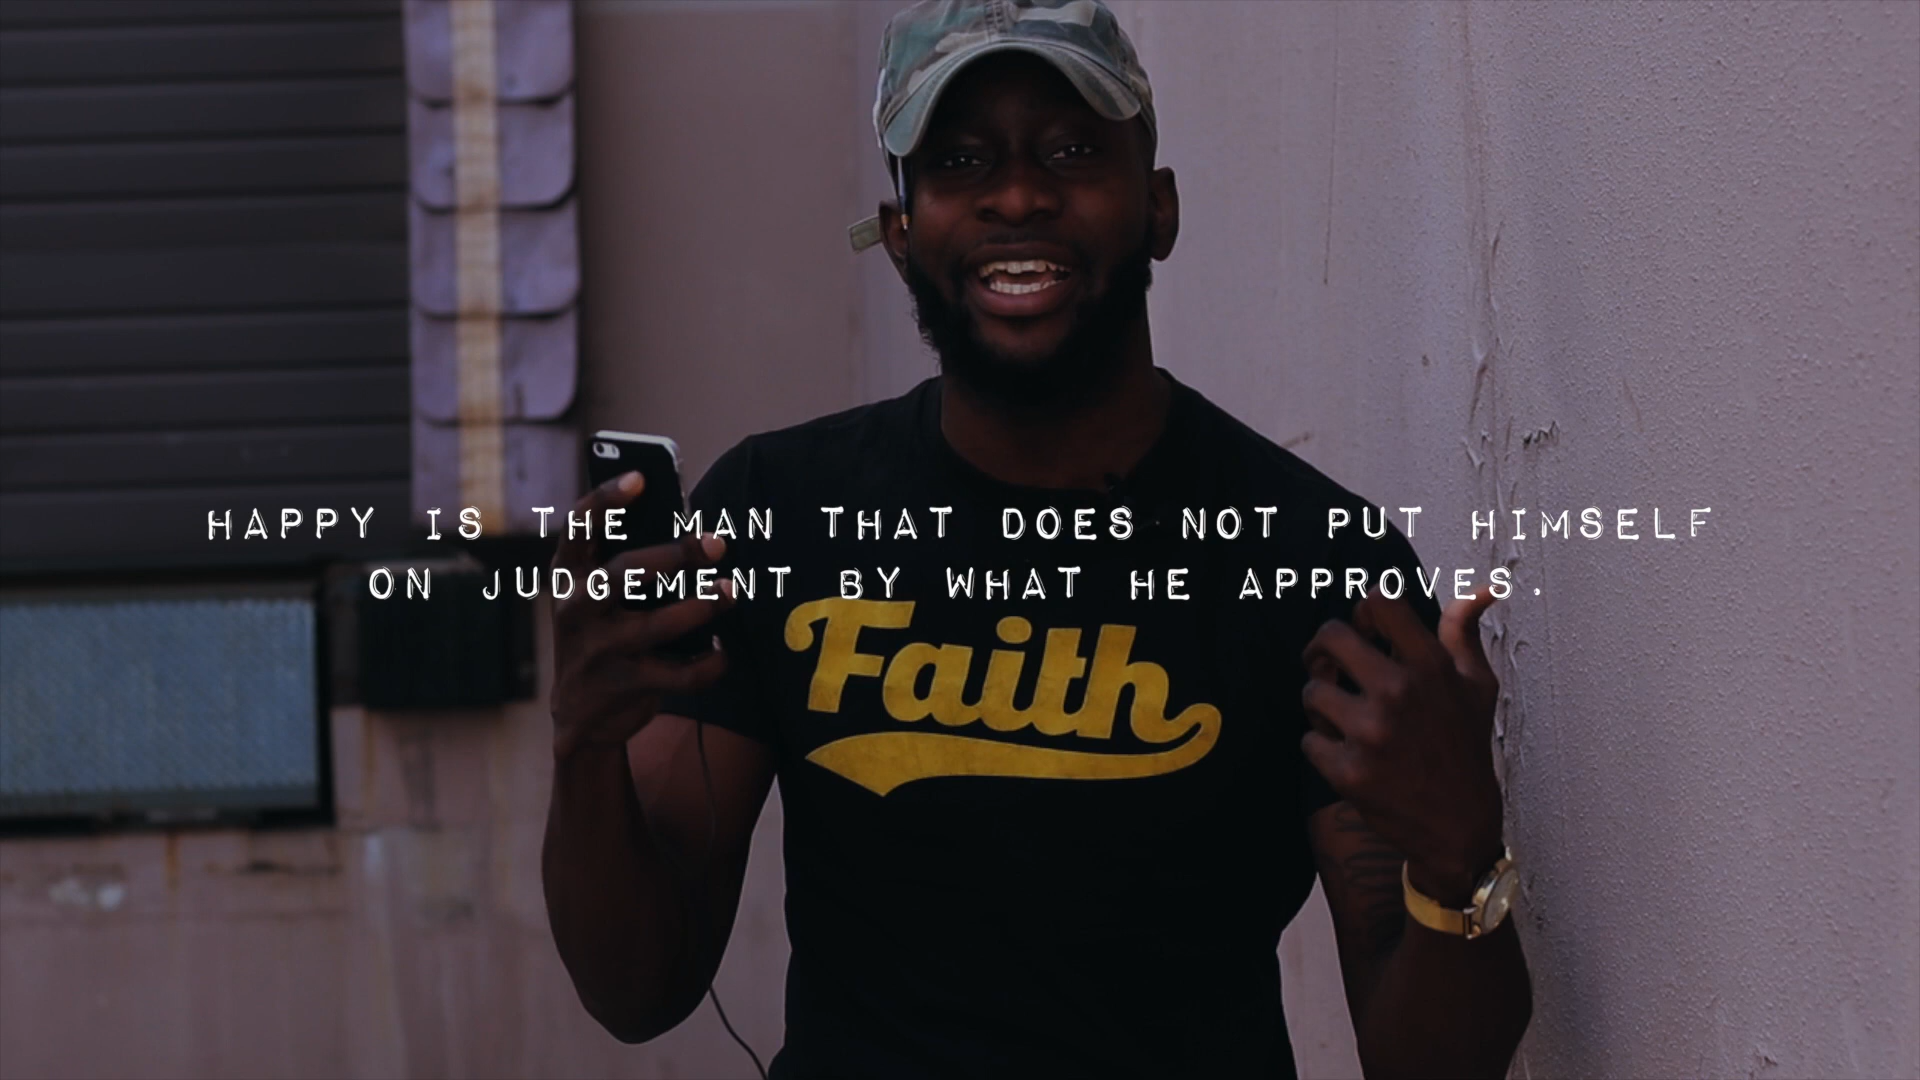 HAPPY IS THE MAN THAT DOES NOT PUT HIMSELF
ON JUDGEMENT BY WHAT HE APPROVES.
Faith